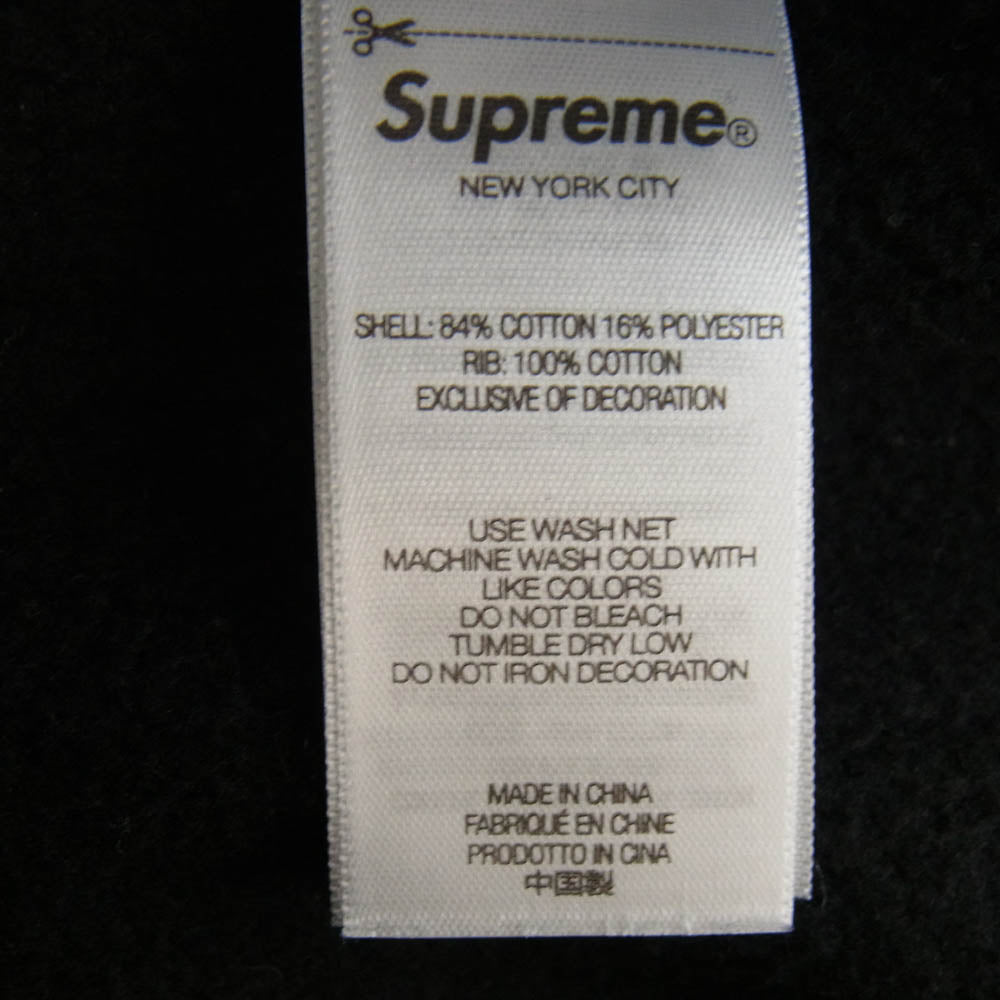 Supreme®
NEW YORK CITY
SHELL: 84% COTTON 16% POLYESTER
RIB: 100% COTTON
EXCLUSIVE OF DECORATION
USE WASH NET
MACHINE WASH COLD WITH
LIKE COLORS
DO NOT BLEACH
TUMBLE DRY LOW
DO NOT IRON DECORATION
MADE IN CHINA
FABRIQUÉ EN CHINE
PRODOTTO IN CINA
中国製